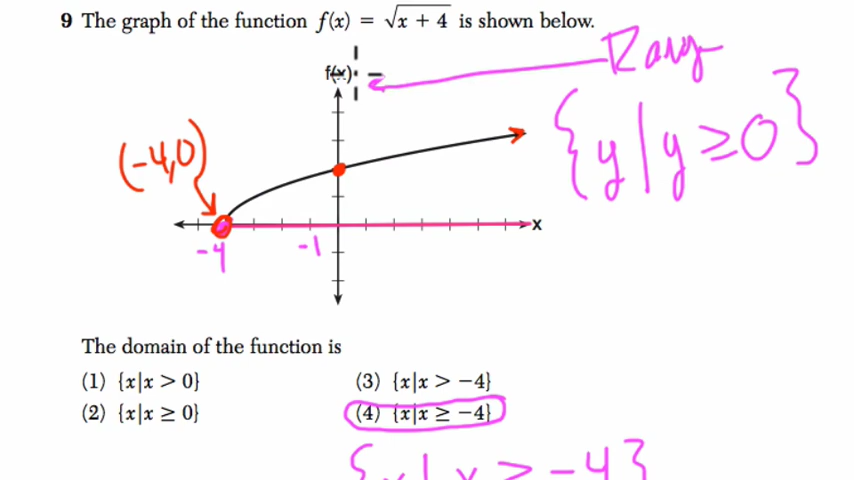 9 The graph of the function f(x) = √x + 4 is shown below.
Rang
f(x)
{y|y ≥ 0}
(-4,0)
x
-4
-1
The domain of the function is
(1) {x|x > 0}
(3) {x|x > −4}
(2) {x|x ≥ 0}
(4) {x|x ≥ −4}